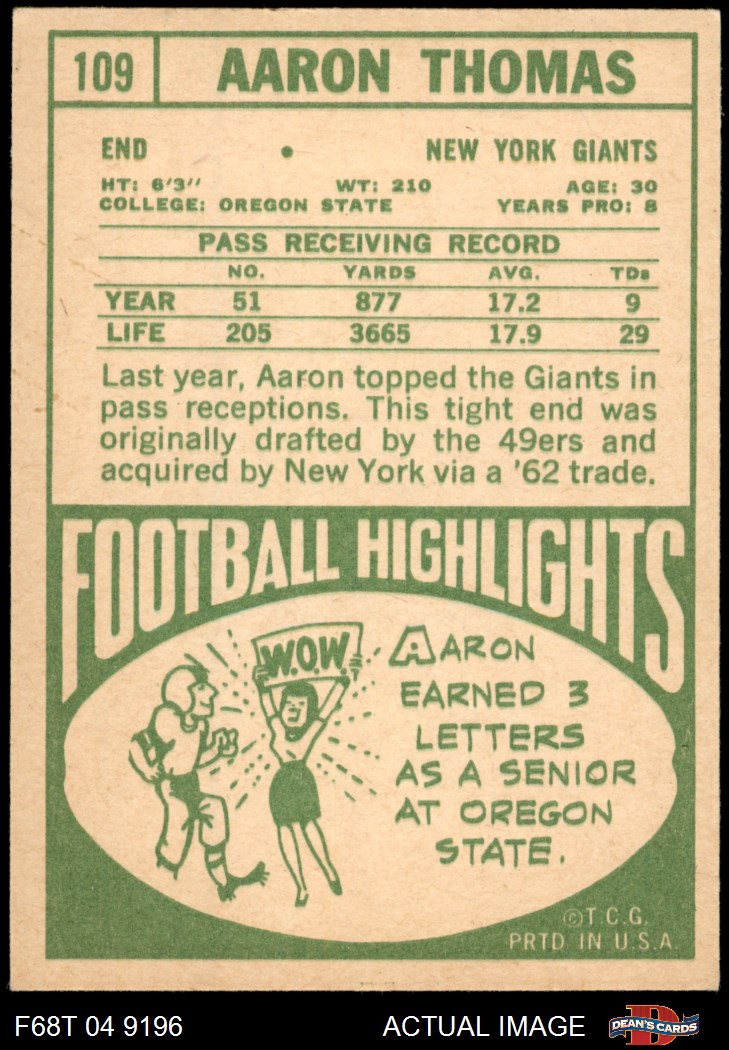 109 AARON THOMAS
END • NEW YORK GIANTS
HT: 6'3" WT: 210 AGE: 30
COLLEGE: OREGON STATE YEARS PRO: 8
PASS RECEIVING RECORD
NO. YARDS AVG. TDs
YEAR 51 877 17.2 9
LIFE 205 3665 17.9 29
Last year, Aaron topped the Giants in
pass receptions. This tight end was
originally drafted by the 49ers and
acquired by New York via a '62 trade.
FOOTBALL HIGHLIGHTS
W.O.W.
AARON
EARNED 3
LETTERS
AS A SENIOR
AT OREGON
STATE.
©T.C.G.
PRTD IN U.S.A.
F68T 04 9196 ACTUAL IMAGE D DEAN'S CARDS